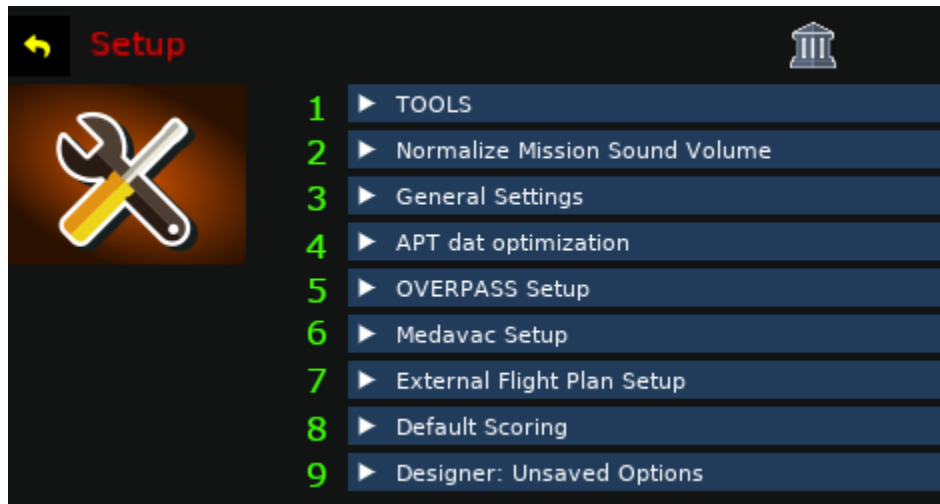 Setup
1 TOOLS
2 Normalize Mission Sound Volume
3 General Settings
4 APT dat optimization
5 OVERPASS Setup
6 Medavac Setup
7 External Flight Plan Setup
8 Default Scoring
9 Designer: Unsaved Options